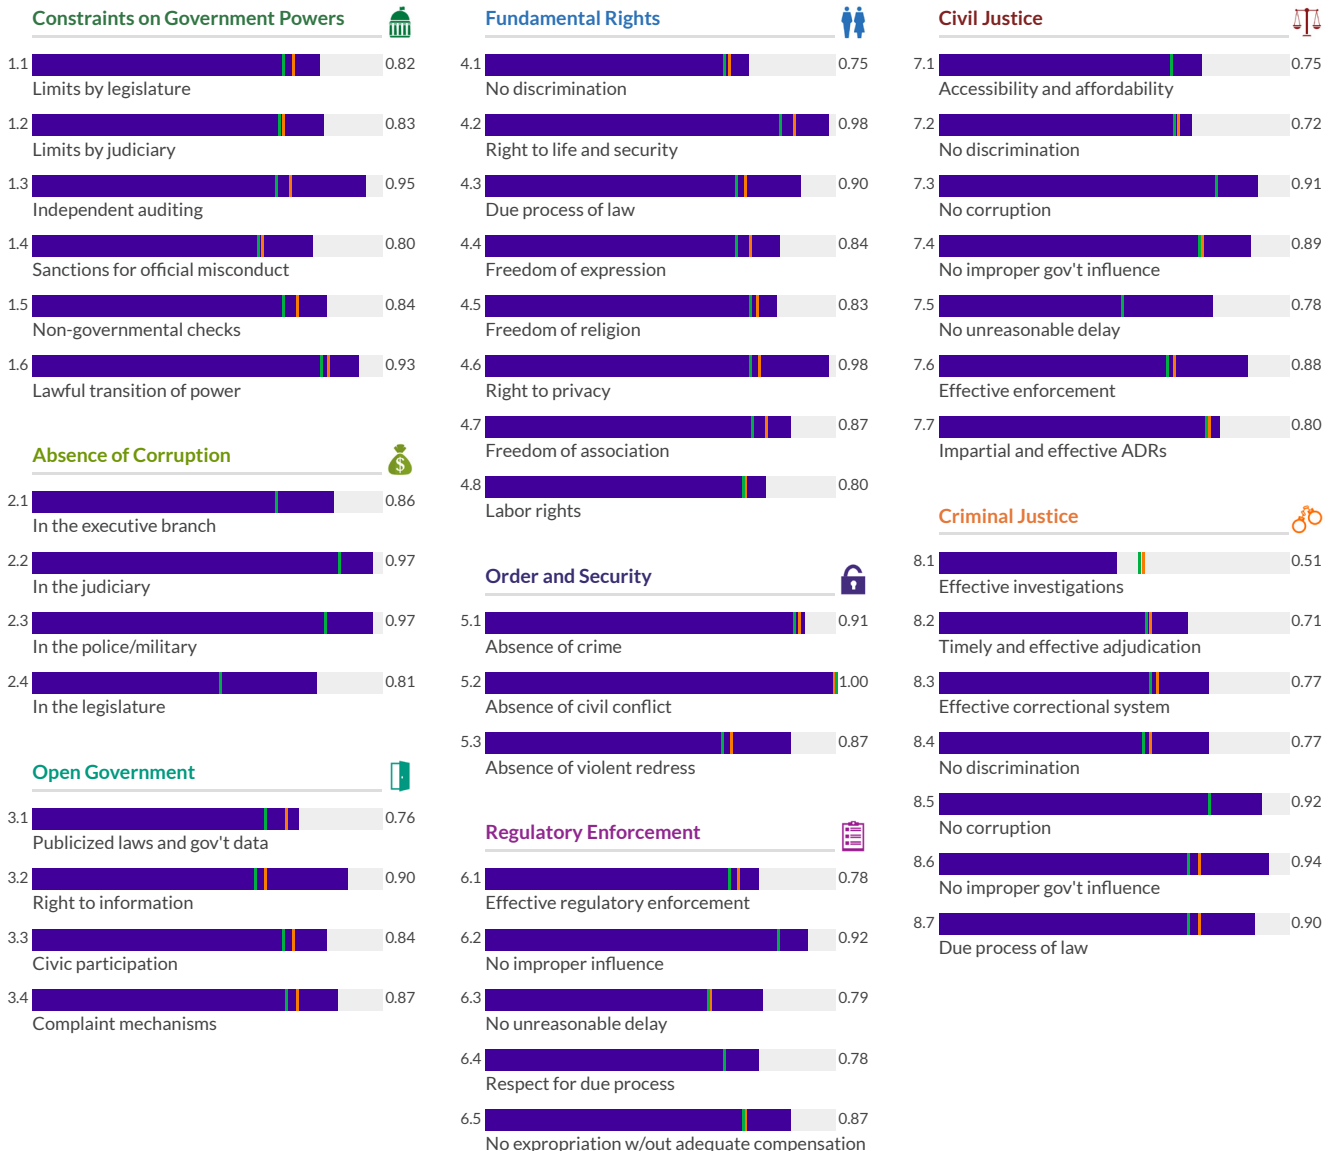 Constraints on Government Powers
1.1 0.82
Limits by legislature
1.2 0.83
Limits by judiciary
1.3 0.95
Independent auditing
1.4 0.80
Sanctions for official misconduct
1.5 0.84
Non-governmental checks
1.6 0.93
Lawful transition of power
Absence of Corruption
$
2.1 0.86
In the executive branch
2.2 0.97
In the judiciary
2.3 0.97
In the police/military
2.4 0.81
In the legislature
Open Government
3.1 0.76
Publicized laws and gov't data
3.2 0.90
Right to information
3.3 0.84
Civic participation
3.4 0.87
Complaint mechanisms
Fundamental Rights
4.1 0.75
No discrimination
4.2 0.98
Right to life and security
4.3 0.90
Due process of law
4.4 0.84
Freedom of expression
4.5 0.83
Freedom of religion
4.6 0.98
Right to privacy
4.7 0.87
Freedom of association
4.8 0.80
Labor rights
Order and Security
5.1 0.91
Absence of crime
5.2 1.00
Absence of civil conflict
5.3 0.87
Absence of violent redress
Regulatory Enforcement
6.1 0.78
Effective regulatory enforcement
6.2 0.92
No improper influence
6.3 0.79
No unreasonable delay
6.4 0.78
Respect for due process
6.5 0.87
No expropriation w/out adequate compensation
Civil Justice
7.1 0.75
Accessibility and affordability
7.2 0.72
No discrimination
7.3 0.91
No corruption
7.4 0.89
No improper gov't influence
7.5 0.78
No unreasonable delay
7.6 0.88
Effective enforcement
7.7 0.80
Impartial and effective ADRs
Criminal Justice
8.1 0.51
Effective investigations
8.2 0.71
Timely and effective adjudication
8.3 0.77
Effective correctional system
8.4 0.77
No discrimination
8.5 0.92
No corruption
8.6 0.94
No improper gov't influence
8.7 0.90
Due process of law